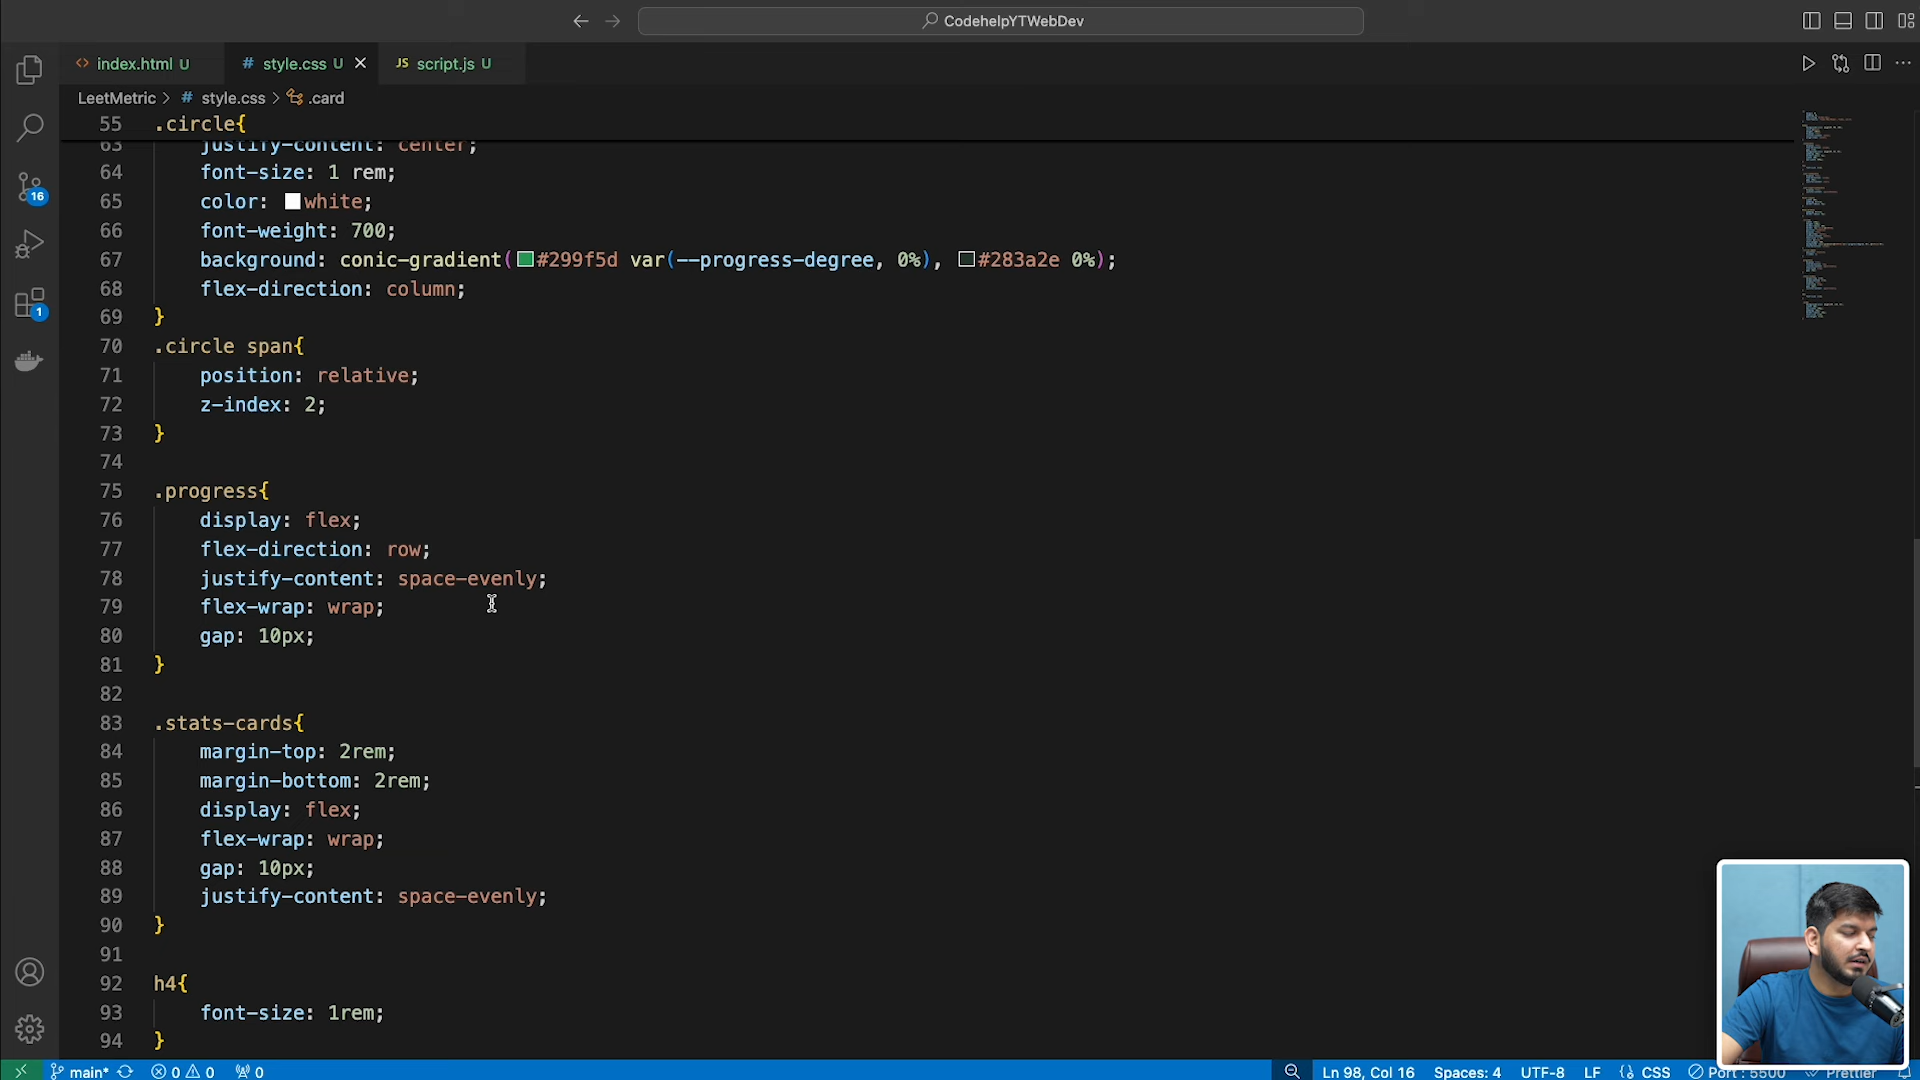 CodehelpYTWebDev
<> index.html U # style.css U × JS script.js U
LeetMetric > # style.css > .card
55 .circle{
63 justify-content: center;
64 font-size: 1 rem;
65 color: white;
66 font-weight: 700;
67 background: conic-gradient(#299f5d var(--progress-degree, 0%), #283a2e 0%);
68 flex-direction: column;
69 }
70 .circle span{
71 position: relative;
72 z-index: 2;
73 }
74
75 .progress{
76 display: flex;
77 flex-direction: row;
78 justify-content: space-evenly;
79 flex-wrap: wrap;
80 gap: 10px;
81 }
82
83 .stats-cards{
84 margin-top: 2rem;
85 margin-bottom: 2rem;
86 display: flex;
87 flex-wrap: wrap;
88 gap: 10px;
89 justify-content: space-evenly;
90 }
91
92 h4{
93 font-size: 1rem;
94 }
16
1
main* 0 0 0 Ln 98, Col 16 Spaces: 4 UTF-8 LF {} CSS Port : 5500 Prettier